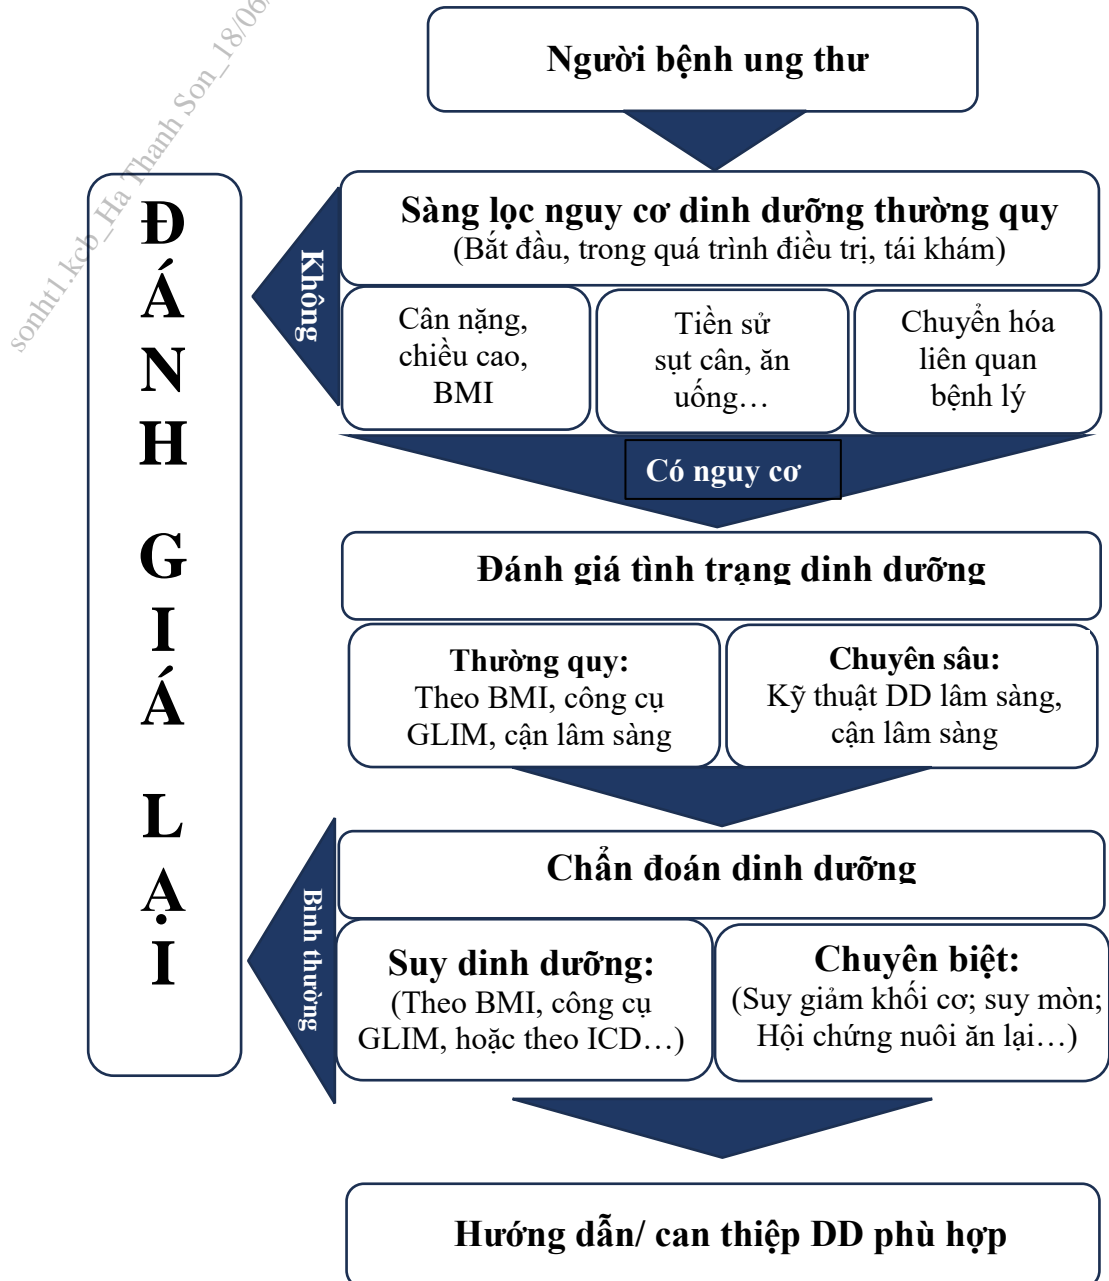 sonht1.kcb_Ha Thanh Son_18/06/
Người bệnh ung thư
Sàng lọc nguy cơ dinh dưỡng thường quy
(Bắt đầu, trong quá trình điều trị, tái khám)
Không
Cân nặng,
chiều cao,
BMI
Tiền sử
sụt cân, ăn
uống…
Chuyển hóa
liên quan
bệnh lý
Có nguy cơ
Đánh giá tình trạng dinh dưỡng
Thường quy:
Theo BMI, công cụ
GLIM, cận lâm sàng
Chuyên sâu:
Kỹ thuật DD lâm sàng,
cận lâm sàng
Chẩn đoán dinh dưỡng
Bình thường
Suy dinh dưỡng:
(Theo BMI, công cụ
GLIM, hoặc theo ICD…)
Chuyên biệt:
(Suy giảm khối cơ; suy mòn;
Hội chứng nuôi ăn lại…)
Hướng dẫn/ can thiệp DD phù hợp
ĐÁNH GIÁ LẠI